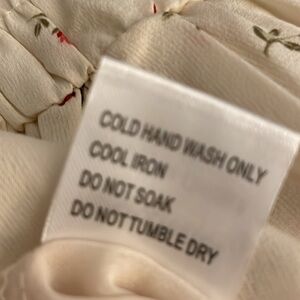 COLD HAND WASH ONLY
COOL IRON
DO NOT SOAK
DO NOT TUMBLE DRY